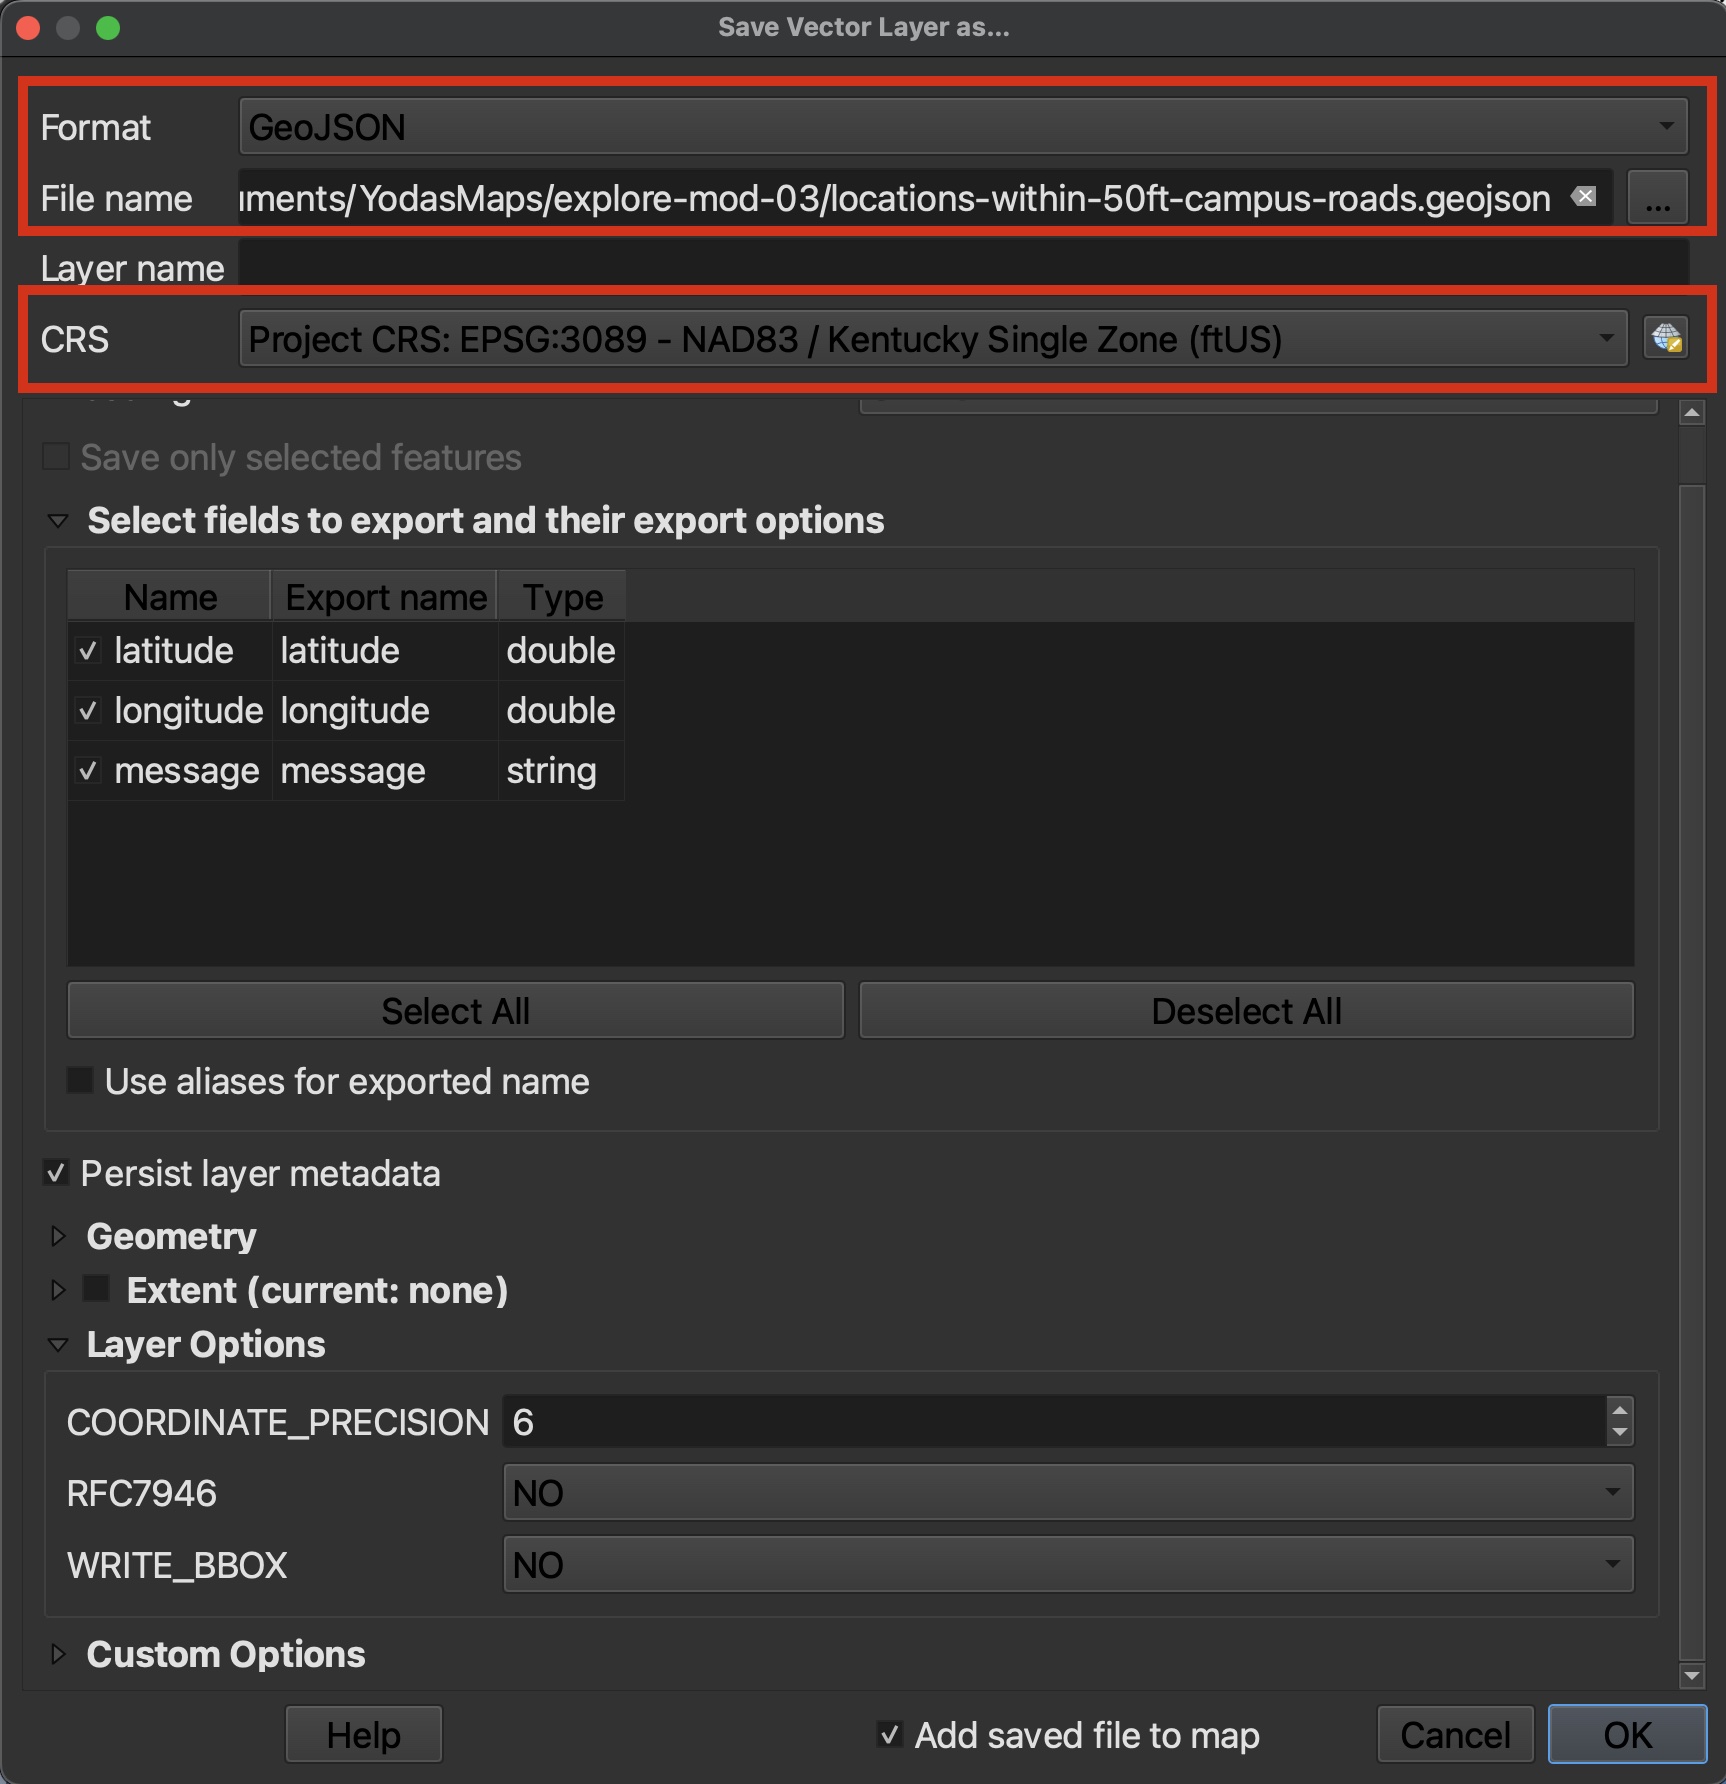 Save Vector Layer as...
Format GeoJSON
File name uments/YodasMaps/explore-mod-03/locations-within-50ft-campus-roads.geojson ...
Layer name
CRS Project CRS: EPSG:3089 - NAD83 / Kentucky Single Zone (ftUS)
Save only selected features
Select fields to export and their export options
Name Export name Type
latitude latitude double
longitude longitude double
message message string
Select All Deselect All
Use aliases for exported name
Persist layer metadata
Geometry
Extent (current: none)
Layer Options
COORDINATE_PRECISION 6
RFC7946 NO
WRITE_BBOX NO
Custom Options
Help Add saved file to map Cancel OK